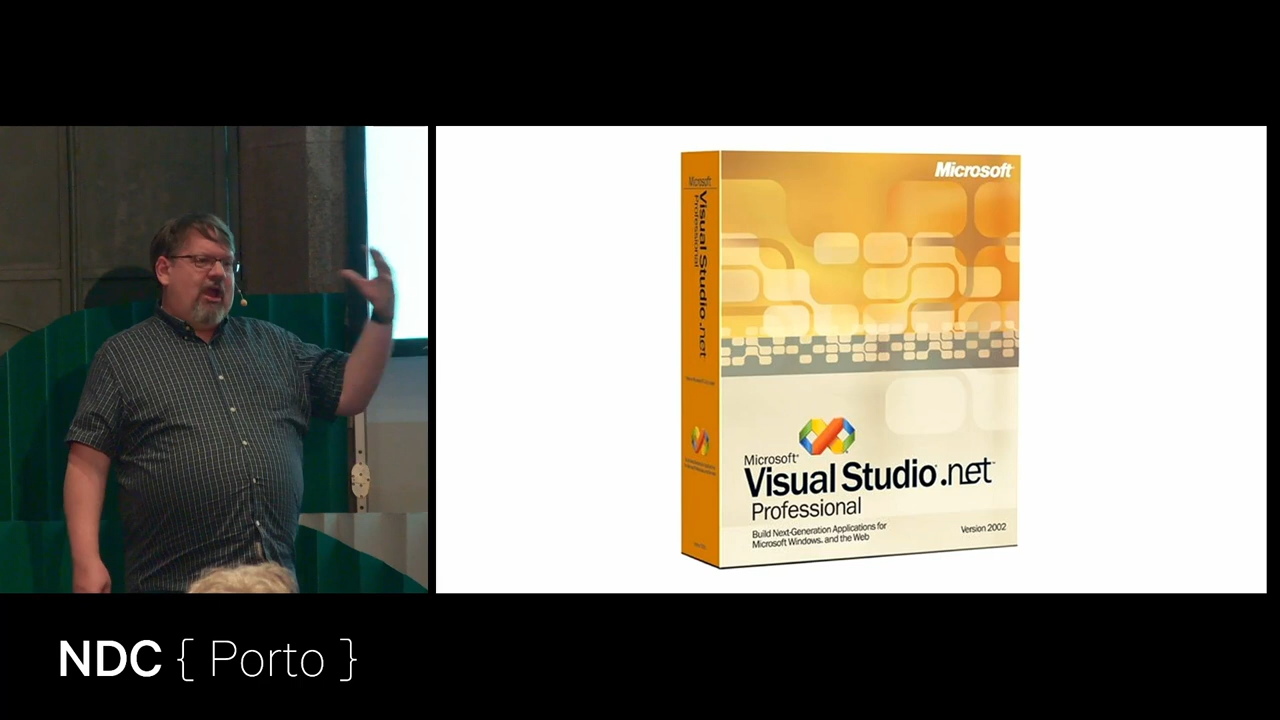 Microsoft
Microsoft
Visual Studio .net
Professional
Microsoft
Visual Studio .net
Professional
Build Next-Generation Applications for
Microsoft Windows and the Web
Version 2002
NDC { Porto }